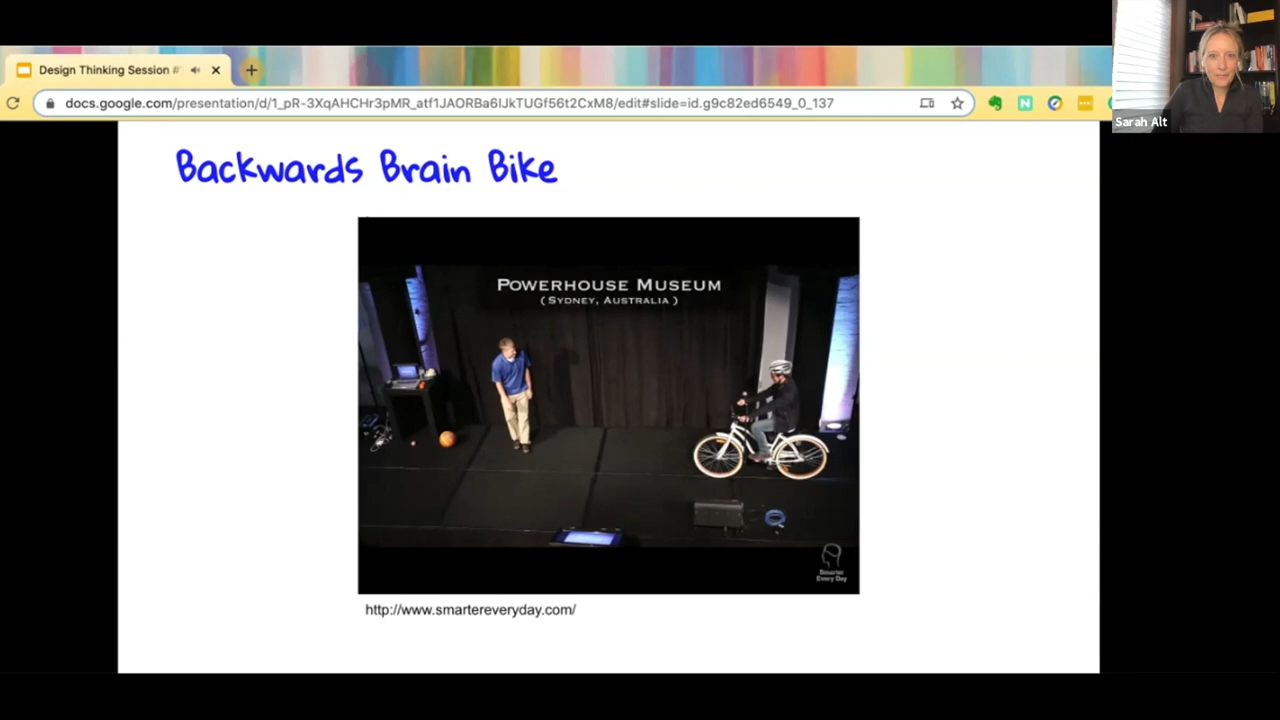 Design Thinking Session #
docs.google.com/presentation/d/1_pR-3XqAHCHr3pMR_atf1JAORBa6IJkTUGf56t2CxM8/edit#slide=id.g9c82ed6549_0_137
Sarah Alt
Backwards Brain Bike
POWERHOUSE MUSEUM
( SYDNEY, AUSTRALIA )
Smarter
Every Day
http://www.smartereveryday.com/